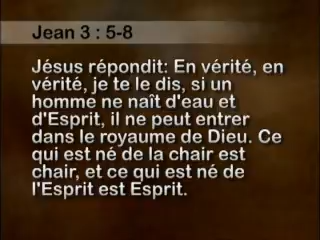 Jean 3 : 5-8
Jésus répondit: En vérité, en
vérité, je te le dis, si un
homme ne naît d'eau et
d'Esprit, il ne peut entrer
dans le royaume de Dieu. Ce
qui est né de la chair est
chair, et ce qui est né de
l'Esprit est Esprit.